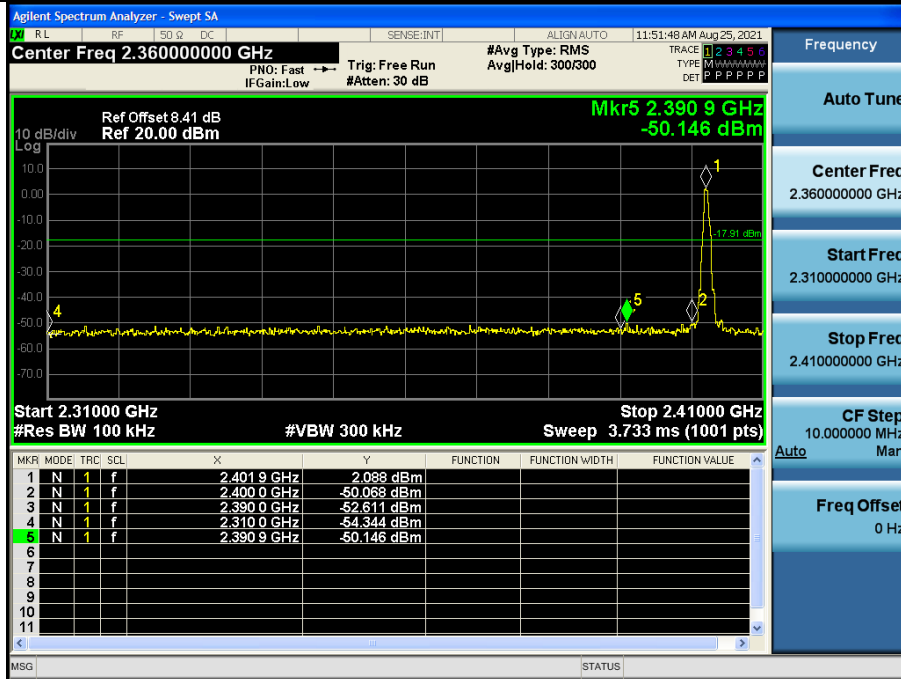 Agilent Spectrum Analyzer - Swept SA
LXI RL RF 50 Ω DC SENSE:INT ALIGN AUTO 11:51:48 AM Aug 25, 2021
Center Freq 2.360000000 GHz
PNO: Fast
IFGain:Low
Trig: Free Run
#Atten: 30 dB
#Avg Type: RMS
Avg|Hold: 300/300
TRACE 1 2 3 4 5 6
TYPE M W W W W W
DET P P P P P P
Ref Offset 8.41 dB
Ref 20.00 dBm
10 dB/div
Log
Mkr5 2.390 9 GHz
-50.146 dBm
10.0
0.00
-10.0
-20.0
-30.0
-40.0
-50.0
-60.0
-70.0
1
-17.91 dBm
4
5
2
Start 2.31000 GHz
Stop 2.41000 GHz
#Res BW 100 kHz
#VBW 300 kHz
Sweep 3.733 ms (1001 pts)
MKR MODE TRC SCL X Y FUNCTION FUNCTION WIDTH FUNCTION VALUE
1 N 1 f 2.401 9 GHz 2.088 dBm
2 N 1 f 2.400 0 GHz -50.068 dBm
3 N 1 f 2.390 0 GHz -52.611 dBm
4 N 1 f 2.310 0 GHz -54.344 dBm
5 N 1 f 2.390 9 GHz -50.146 dBm
6
7
8
9
10
11
MSG
STATUS
Frequency
Auto Tune
Center Freq
2.360000000 GHz
Start Freq
2.310000000 GHz
Stop Freq
2.410000000 GHz
CF Step
10.000000 MHz
Auto Man
Freq Offset
0 Hz